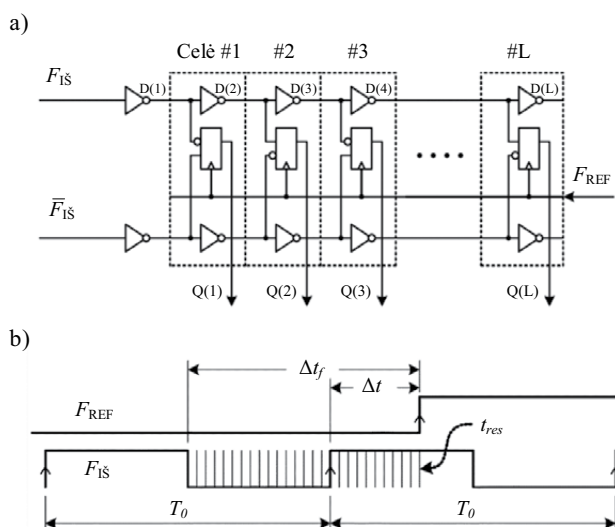 a)
Celė #1 #2 #3 #L
F_IŠ D(1) D(2) D(3) D(4) D(L)
F_REF
F̅_IŠ
Q(1) Q(2) Q(3) Q(L)
b)
Δt_f
Δt
F_REF
t_res
F_IŠ
T_0 T_0